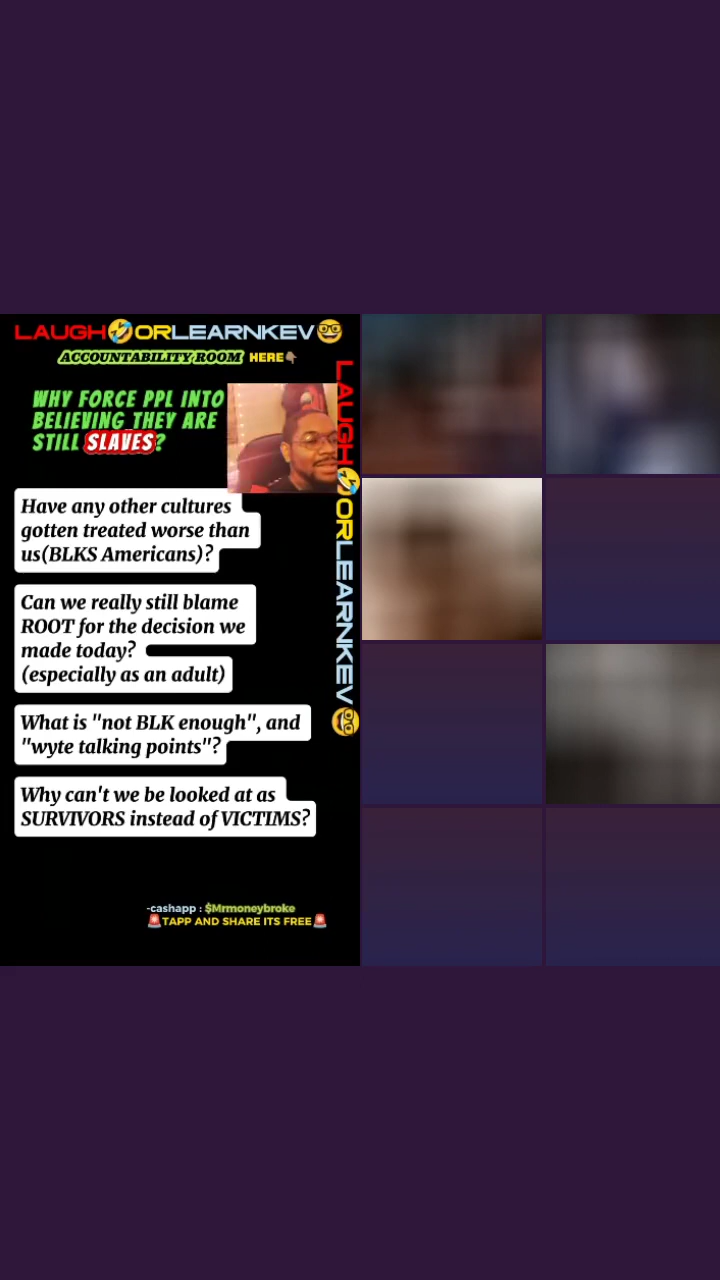 LAUGH🤣ORLEARNKEV🤓
ACCOUNTABILITY ROOM HERE👇🏽
WHY FORCE PPL INTO
BELIEVING THEY ARE
STILL SLAVES?
Have any other cultures
gotten treated worse than
us(BLKS Americans)?
Can we really still blame
ROOT for the decision we
made today?
(especially as an adult)
What is "not BLK enough", and
"wyte talking points"?
Why can't we be looked at as
SURVIVORS instead of VICTIMS?
-cashapp : $Mrmoneybroke
🚨TAPP AND SHARE ITS FREE🚨
LAUGH🤣ORLEARNKEV🤓